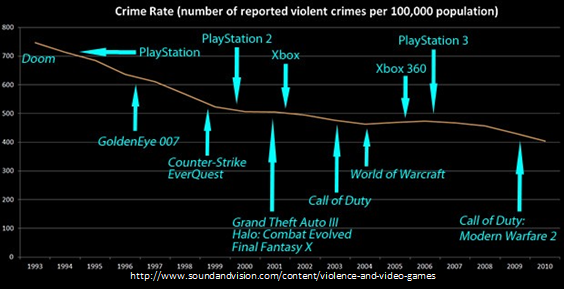 Crime Rate (number of reported violent crimes per 100,000 population)
800
700
600
500
400
300
200
100
0
Doom
PlayStation
GoldenEye 007
PlayStation 2
Counter-Strike
EverQuest
Xbox
Grand Theft Auto III
Halo: Combat Evolved
Final Fantasy X
Call of Duty
World of Warcraft
Xbox 360
PlayStation 3
Call of Duty:
Modern Warfare 2
1993 1994 1995 1996 1997 1998 1999 2000 2001 2002 2003 2004 2005 2006 2007 2008 2009 2010
http://www.soundandvision.com/content/violence-and-video-games